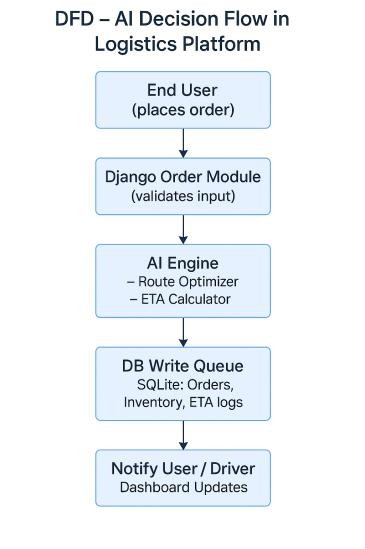 DFD – AI Decision Flow in
Logistics Platform
End User
(places order)
Django Order Module
(validates input)
AI Engine
– Route Optimizer
– ETA Calculator
DB Write Queue
SQLite: Orders,
Inventory, ETA logs
Notify User / Driver
Dashboard Updates